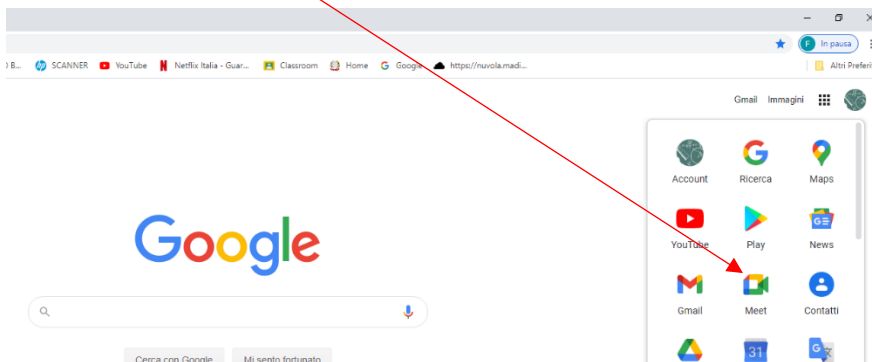 In pausa
B... SCANNER YouTube Netflix Italia - Guar... Classroom Home Google https://nuvola.madi... Altri Preferit
Gmail Immagini
Account Ricerca Maps
YouTube Play News
Google
Gmail Meet Contatti
31
Cerca con Google Mi sento fortunato